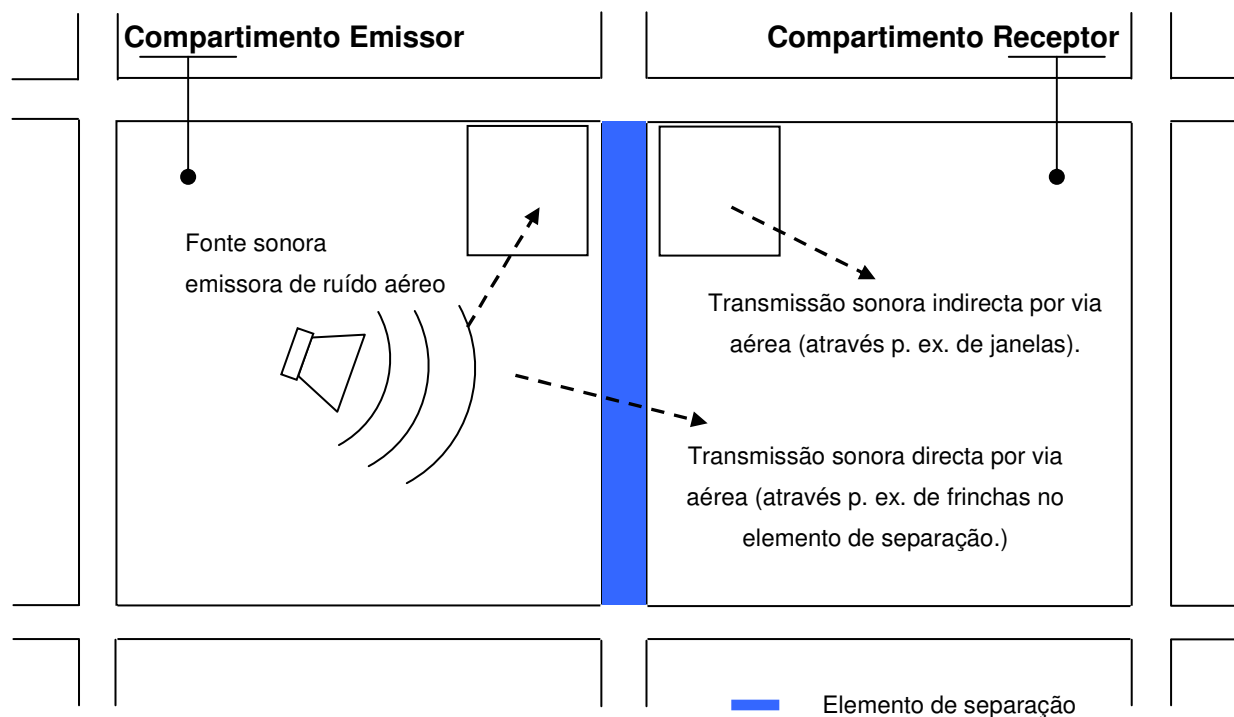 Compartimento Emissor
Compartimento Receptor
Fonte sonora
emissora de ruído aéreo
Transmissão sonora indirecta por via
aérea (através p. ex. de janelas).
Transmissão sonora directa por via
aérea (através p. ex. de frinchas no
elemento de separação.)
Elemento de separação